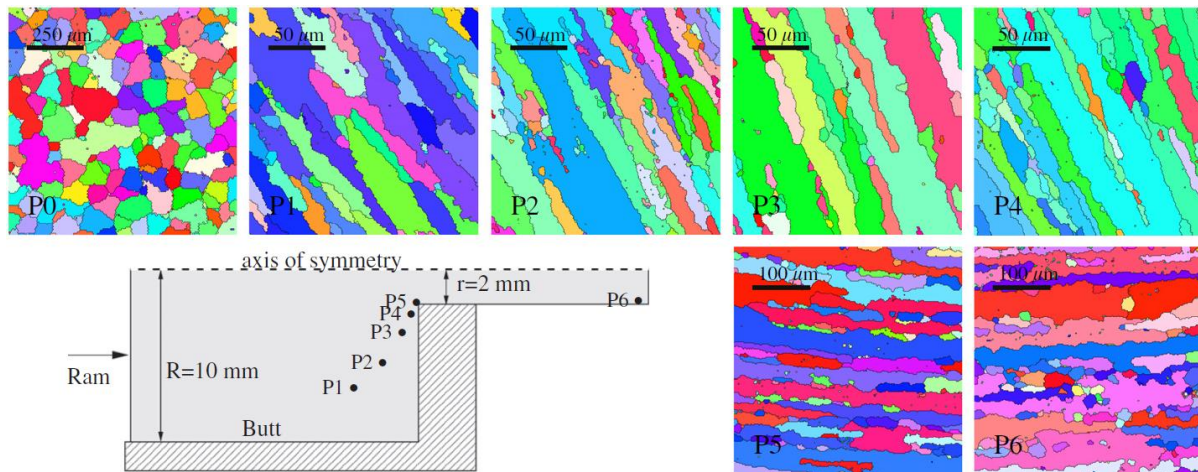 250 μm
P0
50 μm
P1
50 μm
P2
50 μm
P3
50 μm
P4
axis of symmetry
r=2 mm
P5
P4
P3
P2
P1
P6
Ram
R=10 mm
Butt
100 μm
P5
100 μm
P6